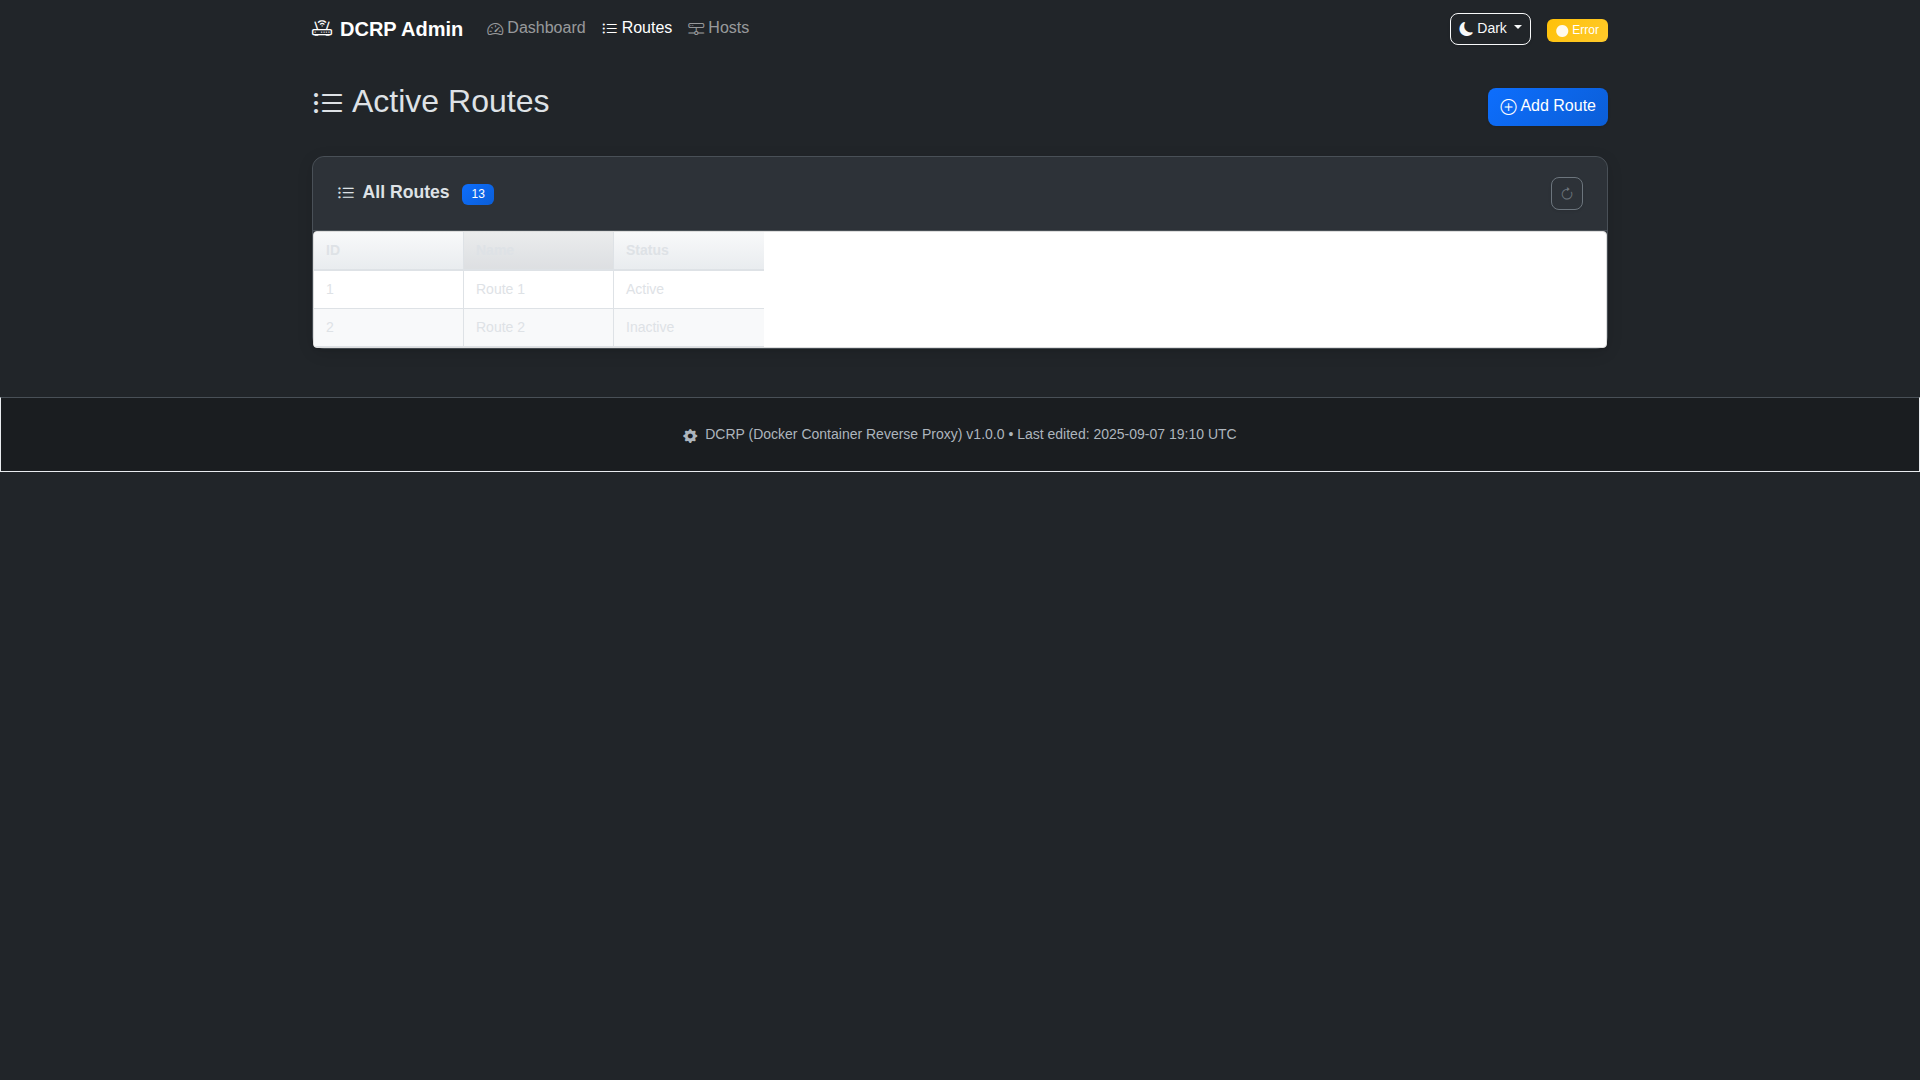 DCRP Admin Dashboard Routes Hosts Dark Error
Active Routes Add Route
All Routes 13
ID Name Status
1 Route 1 Active
2 Route 2 Inactive
DCRP (Docker Container Reverse Proxy) v1.0.0 • Last edited: 2025-09-07 19:10 UTC